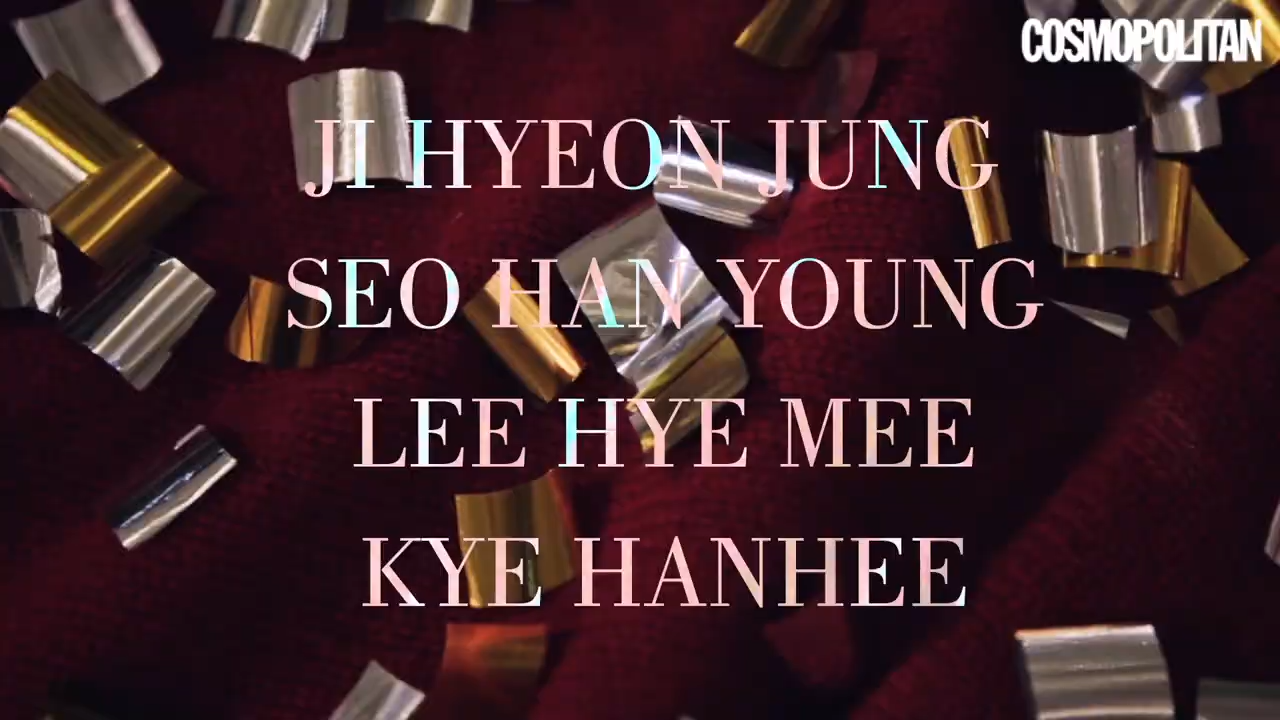 COSMOPOLITAN
JI HYEON JUNG
SEO HAN YOUNG
LEE HYE MEE
KYE HANHEE